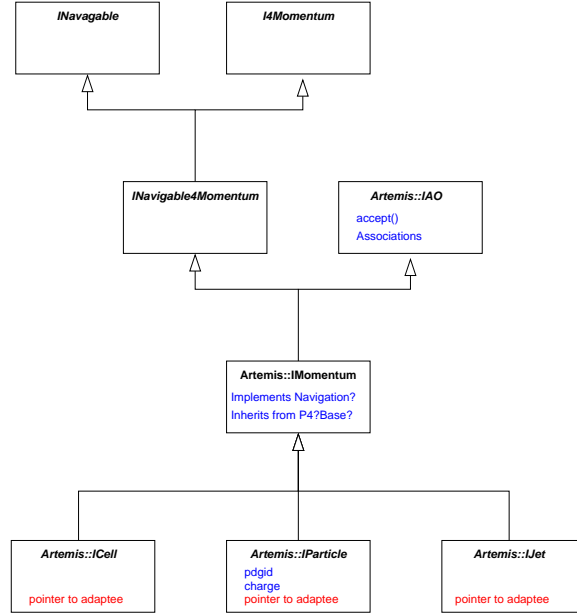 INavagable
I4Momentum
INavigable4Momentum
Artemis::IAO
accept()
Associations
Artemis::IMomentum
Implements Navigation?
Inherits from P4?Base?
Artemis::ICell
pointer to adaptee
Artemis::IParticle
pdgid
charge
pointer to adaptee
Artemis::IJet
pointer to adaptee